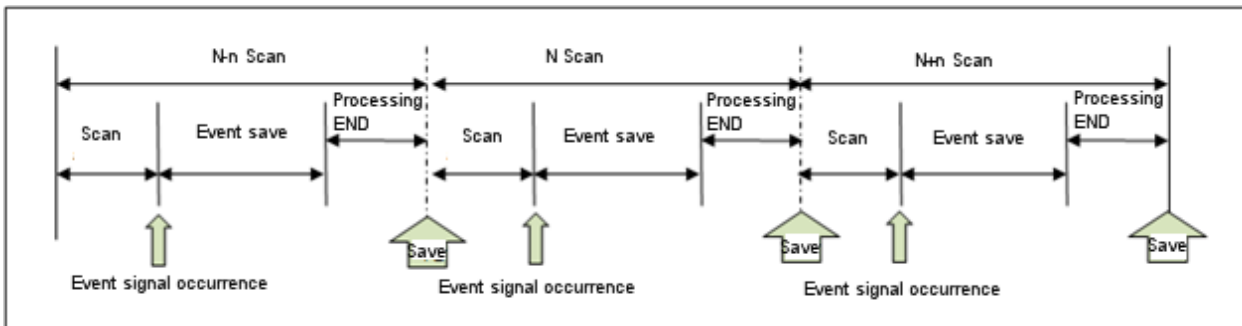 N-n Scan
N Scan
N+n Scan
Processing
END
Processing
END
Processing
END
Scan
Event save
Scan
Event save
Scan
Event save
Save
Save
Save
Event signal occurrence
Event signal occurrence
Event signal occurrence